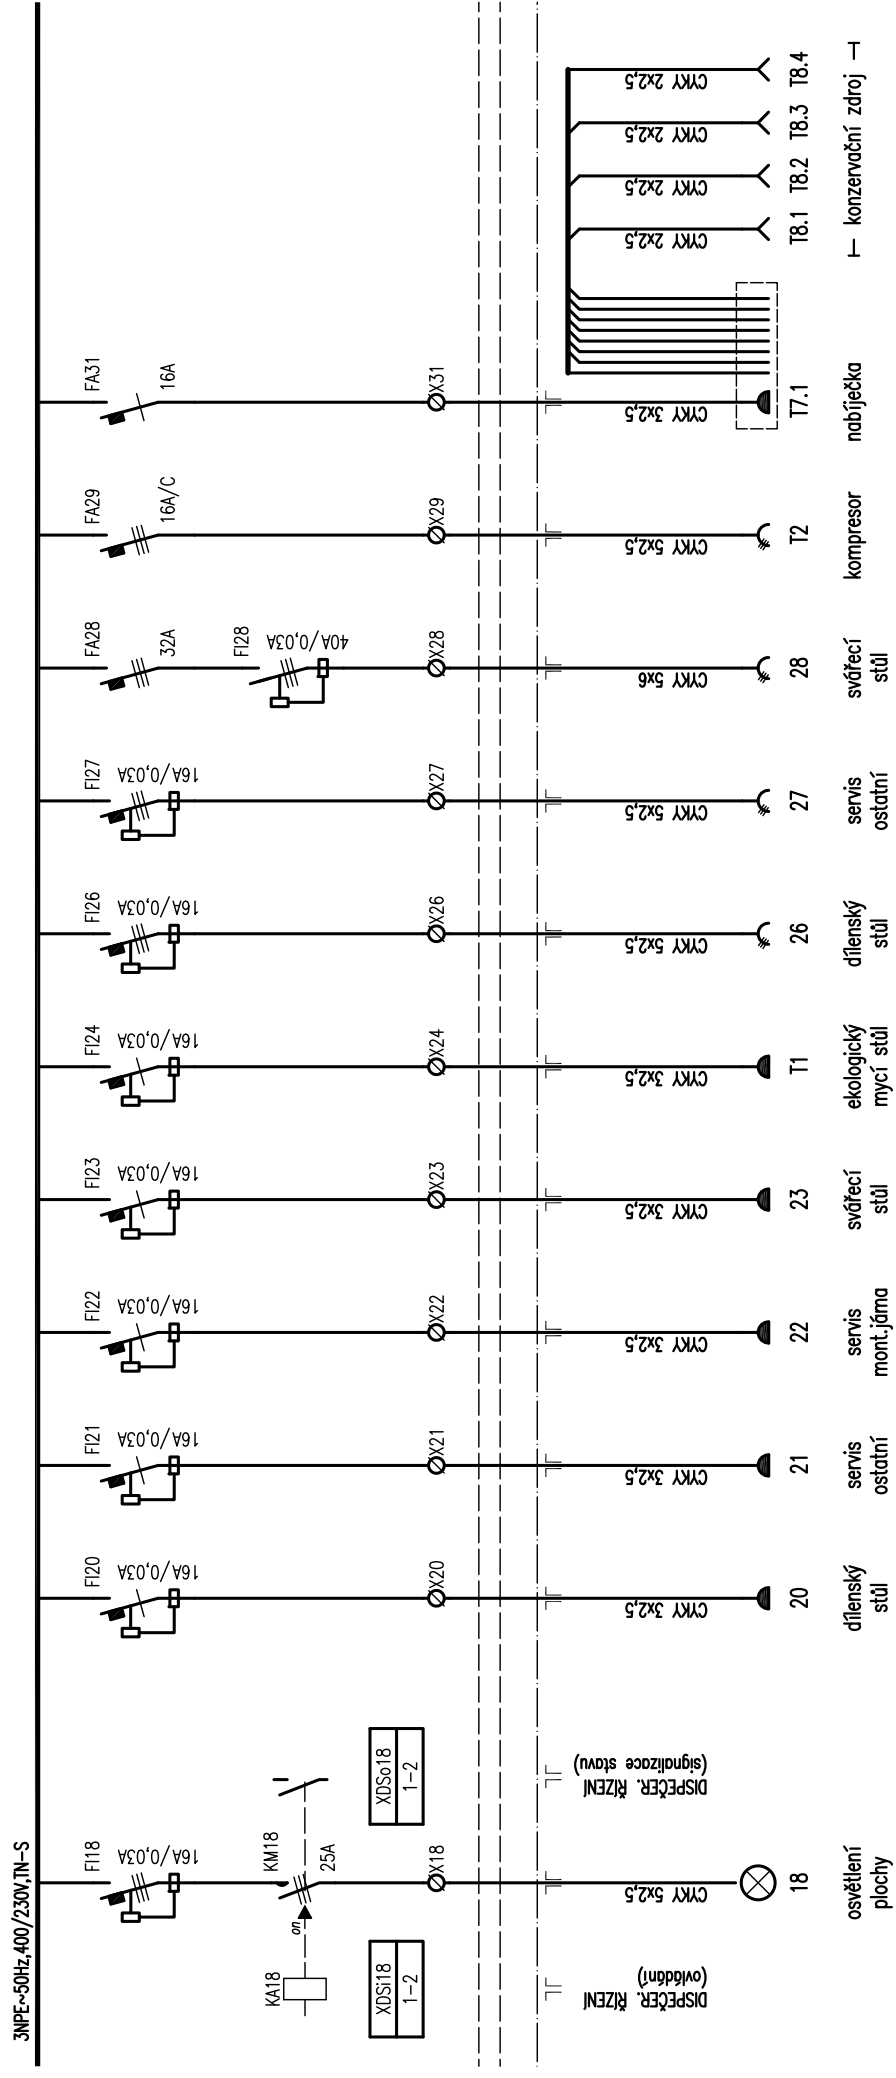 3NPE~50Hz,400/230V,TN-S
FI18
16A/0,03A
KM18
25A
KA18
on
XDSi18
1-2
XDSo18
1-2
X18
DISPEČER. ŘÍZENÍ
(ovládání)
CYKY 5x2,5
DISPEČER. ŘÍZENÍ
(signalizace stavu)
18
osvětlení
plochy
FI20
16A/0,03A
X20
CYKY 3x2,5
20
dílenský
stůl
FI21
16A/0,03A
X21
CYKY 3x2,5
21
servis
ostatní
FI22
16A/0,03A
X22
CYKY 3x2,5
22
servis
mont.jáma
FI23
16A/0,03A
X23
CYKY 3x2,5
23
svářecí
stůl
FI24
16A/0,03A
X24
CYKY 3x2,5
T1
ekologický
mycí stůl
FI26
16A/0,03A
X26
CYKY 5x2,5
26
dílenský
stůl
FI27
16A/0,03A
X27
CYKY 5x2,5
27
servis
ostatní
FA28
32A
FI28
40A/0,03A
X28
CYKY 5x6
28
svářecí
stůl
FA29
16A/C
X29
CYKY 5x2,5
T2
kompresor
FA31
16A
X31
CYKY 3x2,5
T7.1
nabíječka
CYKY 2x2,5
T8.1
CYKY 2x2,5
T8.2
CYKY 2x2,5
T8.3
CYKY 2x2,5
T8.4
konzervační zdroj